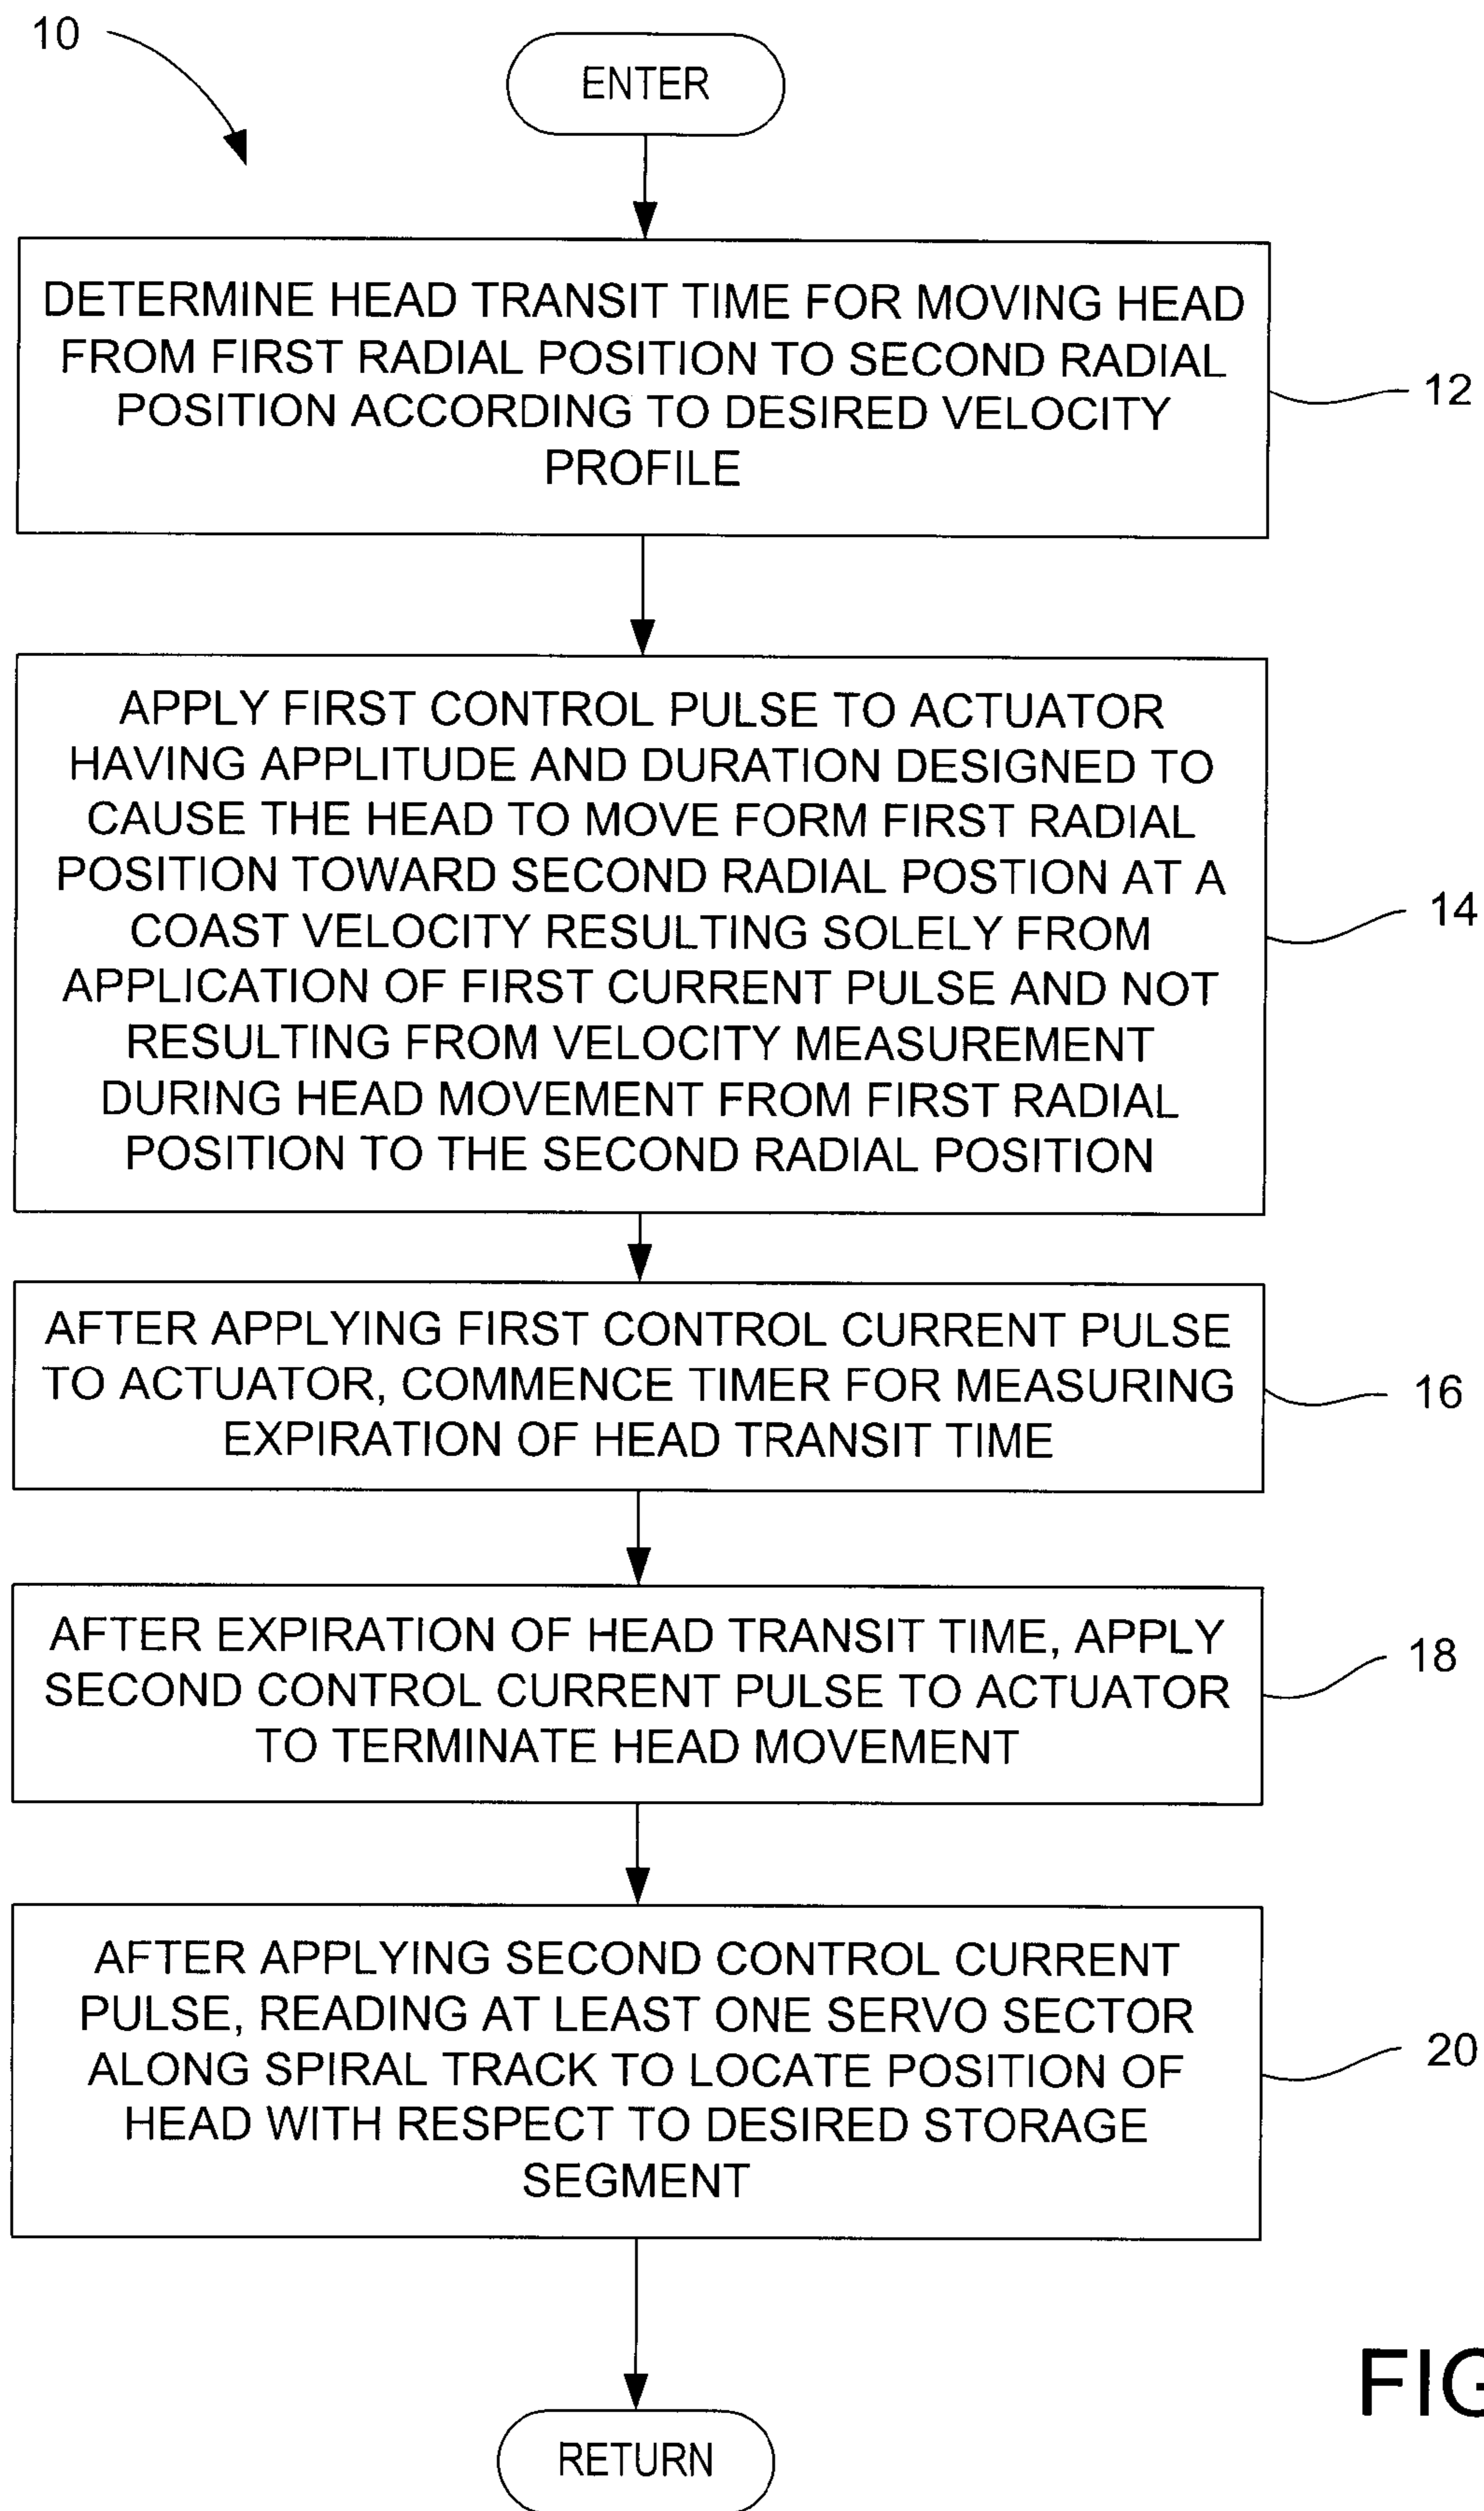 10
ENTER
DETERMINE HEAD TRANSIT TIME FOR MOVING HEAD
FROM FIRST RADIAL POSITION TO SECOND RADIAL
POSITION ACCORDING TO DESIRED VELOCITY
PROFILE
12
APPLY FIRST CONTROL PULSE TO ACTUATOR
HAVING APPLITUDE AND DURATION DESIGNED TO
CAUSE THE HEAD TO MOVE FORM FIRST RADIAL
POSITION TOWARD SECOND RADIAL POSTION AT A
COAST VELOCITY RESULTING SOLELY FROM
APPLICATION OF FIRST CURRENT PULSE AND NOT
RESULTING FROM VELOCITY MEASUREMENT
DURING HEAD MOVEMENT FROM FIRST RADIAL
POSITION TO THE SECOND RADIAL POSITION
14
AFTER APPLYING FIRST CONTROL CURRENT PULSE
TO ACTUATOR, COMMENCE TIMER FOR MEASURING
EXPIRATION OF HEAD TRANSIT TIME
16
AFTER EXPIRATION OF HEAD TRANSIT TIME, APPLY
SECOND CONTROL CURRENT PULSE TO ACTUATOR
TO TERMINATE HEAD MOVEMENT
18
AFTER APPLYING SECOND CONTROL CURRENT
PULSE, READING AT LEAST ONE SERVO SECTOR
ALONG SPIRAL TRACK TO LOCATE POSITION OF
HEAD WITH RESPECT TO DESIRED STORAGE
SEGMENT
20
FIG
RETURN